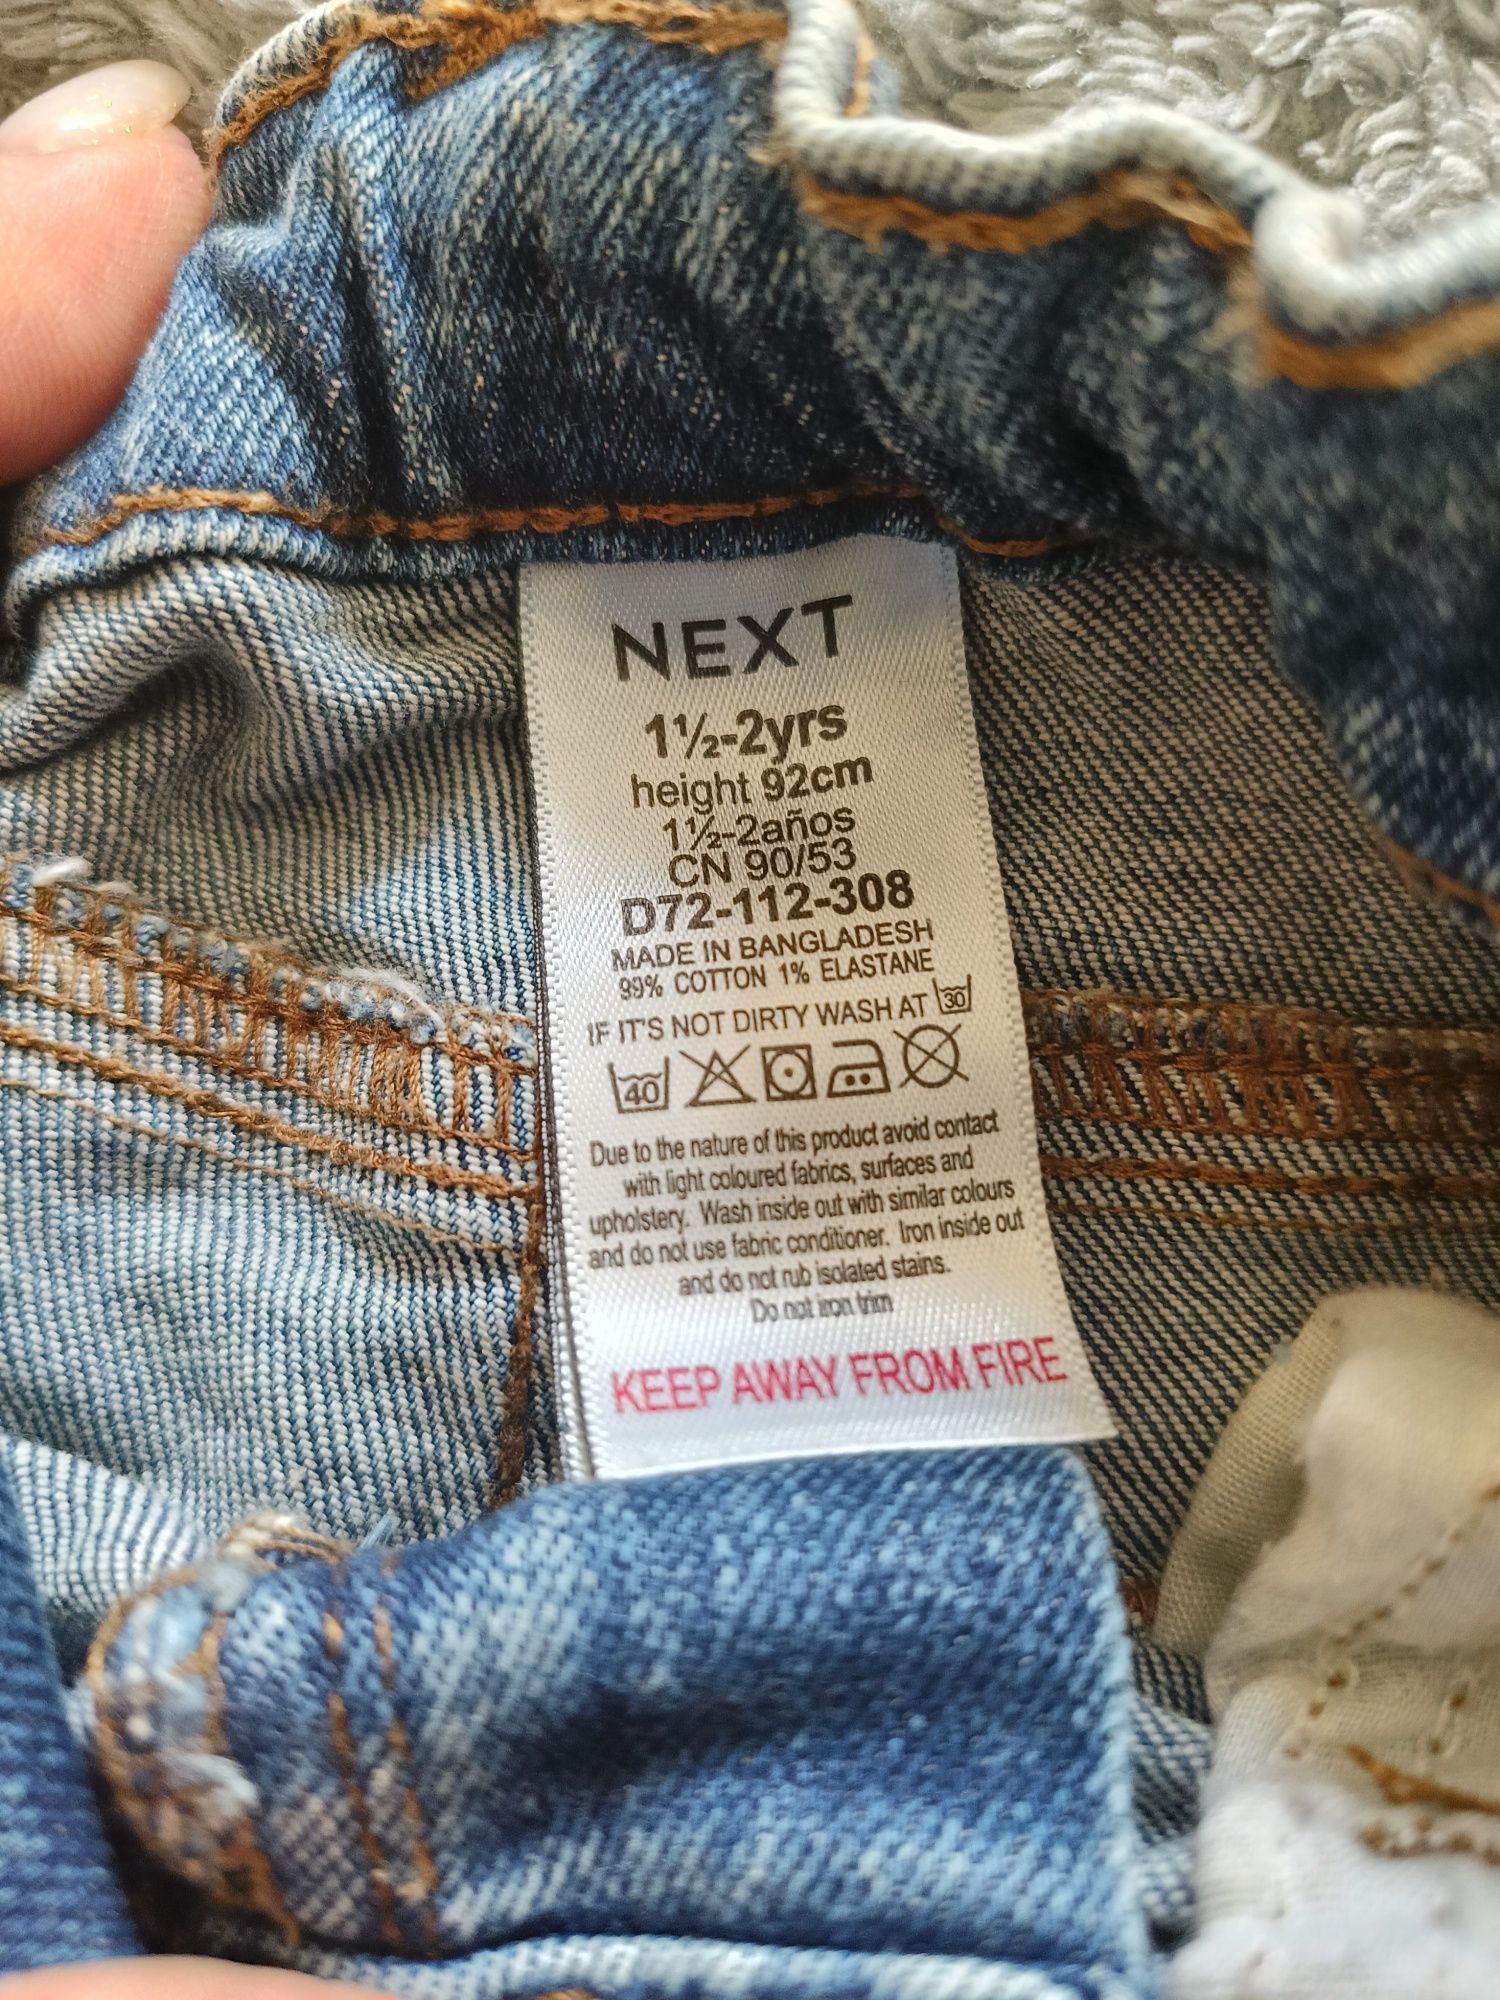 NEXT
1½-2yrs
height 92cm
1½-2años
CN 90/53
D72-112-308
MADE IN BANGLADESH
99% COTTON 1% ELASTANE
IF IT'S NOT DIRTY WASH AT 30
40
Due to the nature of this product avoid contact
with light coloured fabrics, surfaces and
upholstery. Wash inside out with similar colours
and do not use fabric conditioner. Iron inside out
and do not rub isolated stains.
Do not iron trim
KEEP AWAY FROM FIRE